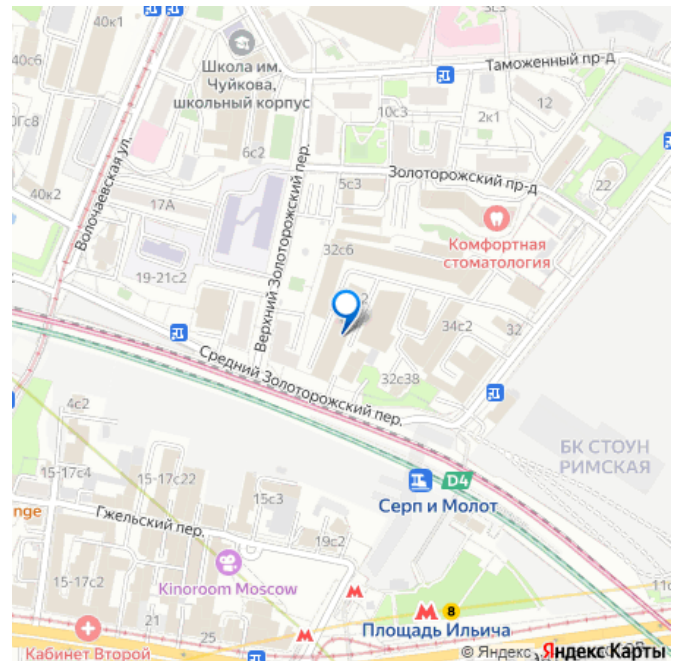 40к1
40с6
Школа им.
Чуйкова,
школьный корпус
Таможенный пр-д
10с3
12
2к1
6с2
Волочаевская ул.
Золоторожский пр-д
5с3
22
40к2
17А
Верхний Золоторожский пер.
Комфортная
стоматология
32с6
19-21с2
34с2
32
Средний Золоторожский пер.
32с38
4с2
БК СТОУН
РИМСКАЯ
15-17с4
15-17с22
D4
15с3
Серп и Молот
nge
Гжельский пер.
19с2
Kinoroom Moscow
15-17с2
21
25
8
Площадь Ильича
Кабинет Второй
© Яндекс
Яндекс Карты